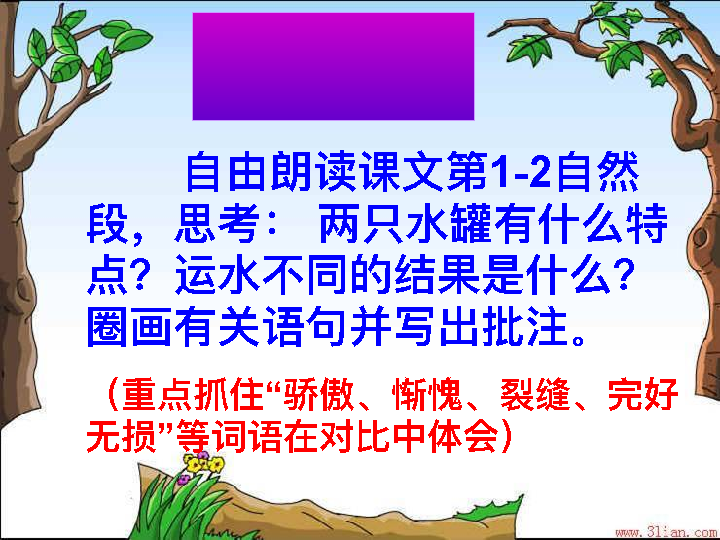 自由朗读课文第1-2自然
段，思考： 两只水罐有什么特
点？运水不同的结果是什么？
圈画有关语句并写出批注。
（重点抓住“骄傲、惭愧、裂缝、完好
无损”等词语在对比中体会）
www.3lian.com